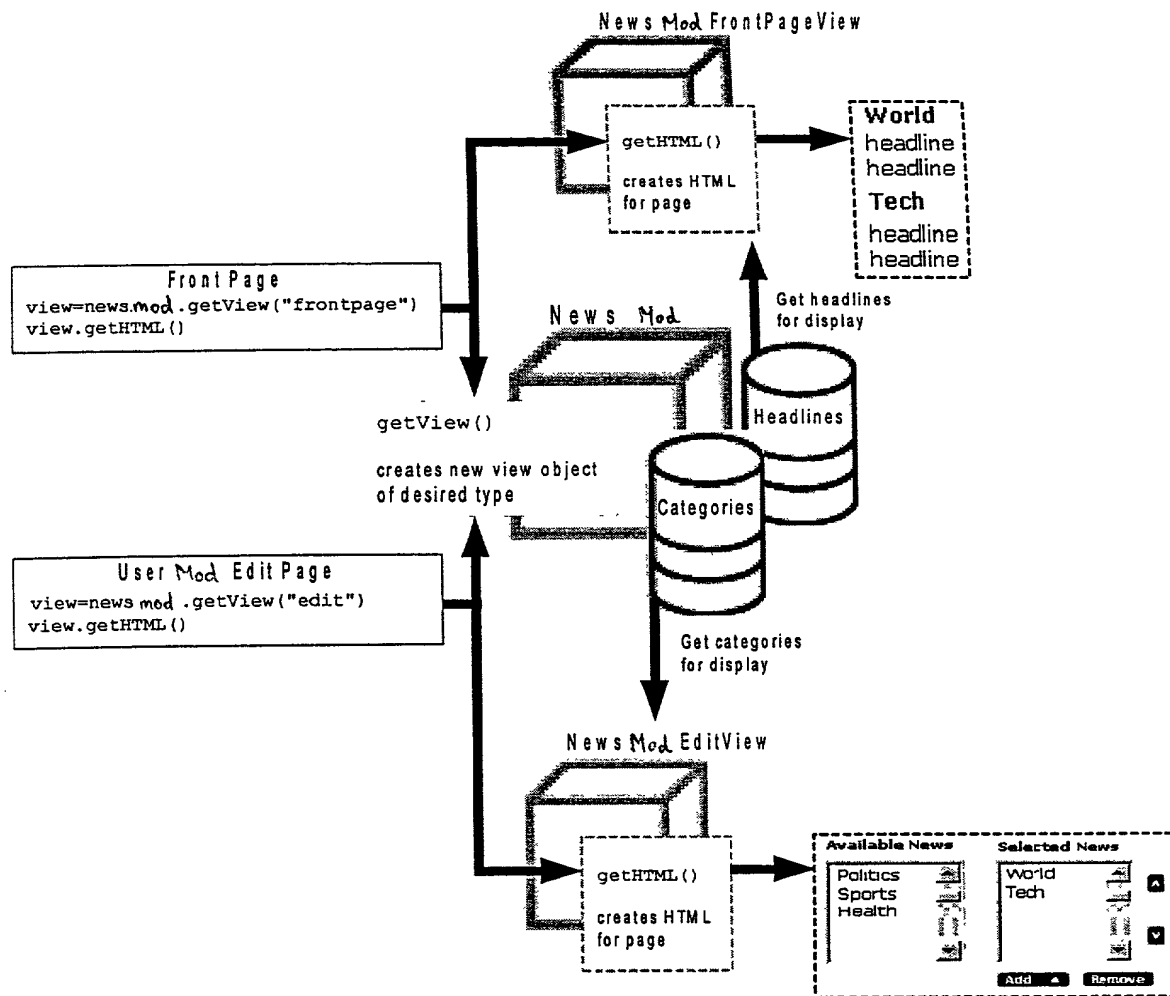 News Mod FrontPageView
getHTML()
creates HTML
for page
World
headline
headline
Tech
headline
headline
Front Page
view=news mod.getView("frontpage")
view.getHTML()
Get headlines
for display
News Mod
getView()
creates new view object
of desired type
Headlines
Categories
User Mod Edit Page
view=news mod.getView("edit")
view.getHTML()
Get categories
for display
News Mod EditView
getHTML()
creates HTML
for page
Available News
Selected News
Politics
Sports
Health
World
Tech
Add
Remove